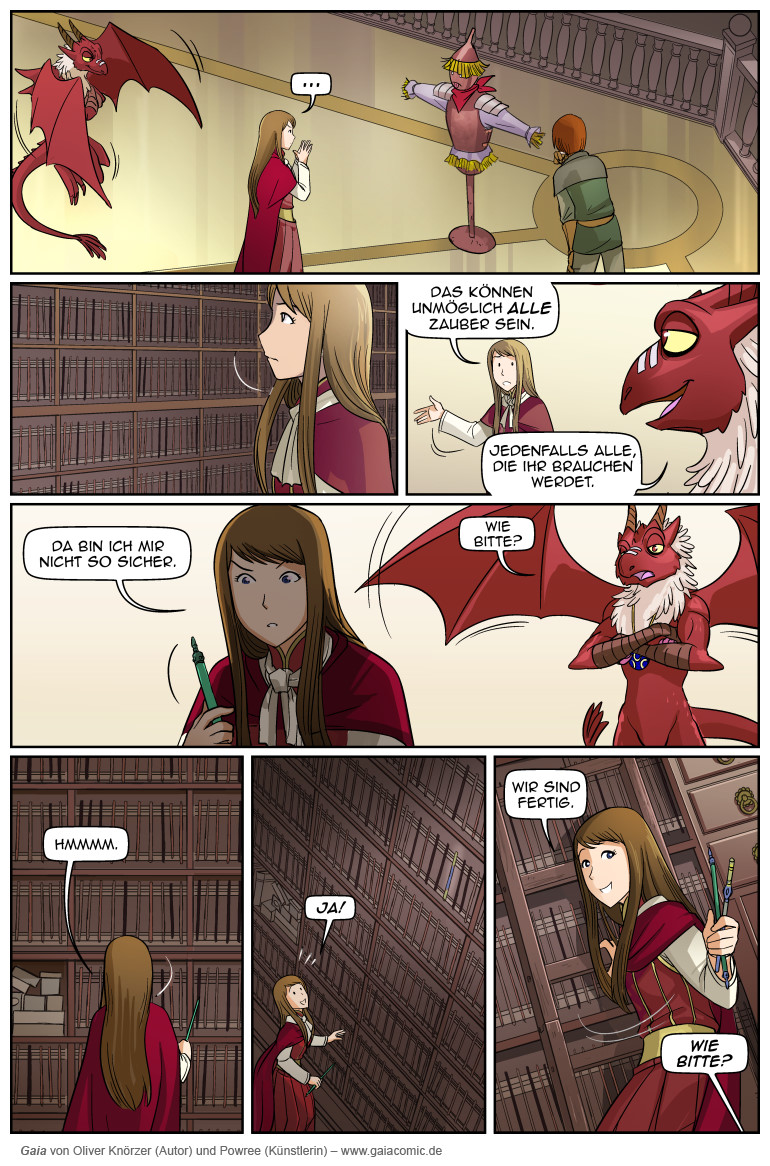 ...
DAS KÖNNEN
UNMÖGLICH ALLE
ZAUBER SEIN.
JEDENFALLS ALLE,
DIE IHR BRAUCHEN
WERDET.
DA BIN ICH MIR
NICHT SO SICHER.
WIE
BITTE?
HMMMM.
JA!
WIR SIND
FERTIG.
WIE
BITTE?
Gaia von Oliver Knörzer (Autor) und Powree (Künstlerin) – www.gaiacomic.de